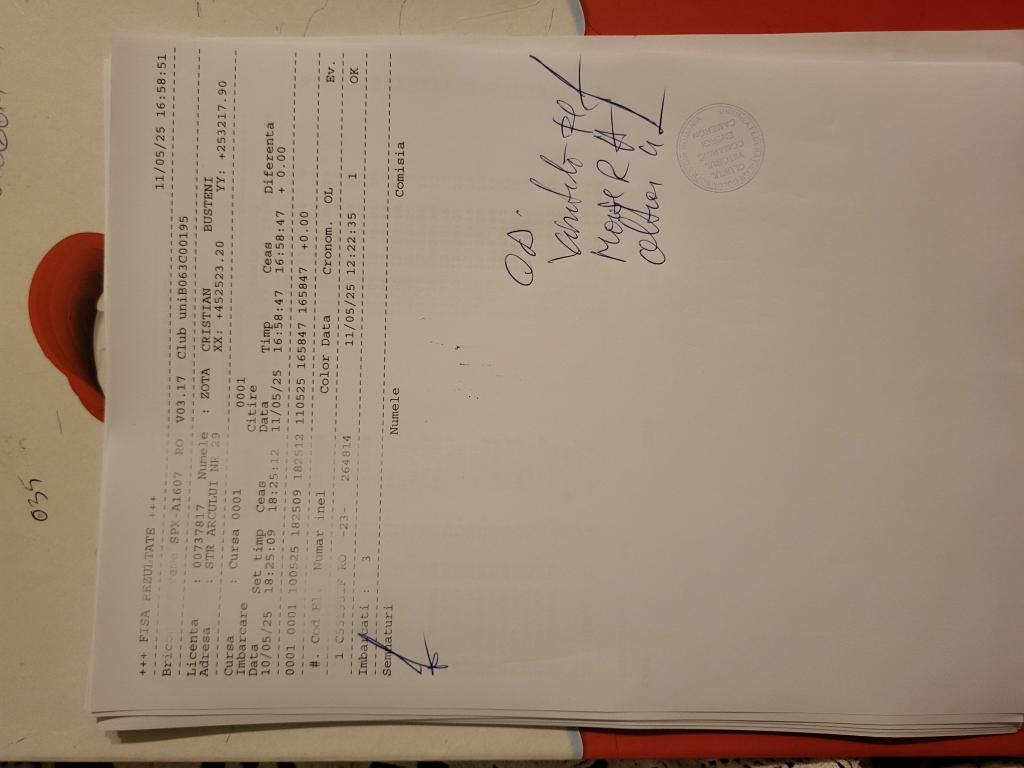 +++ FISA REZULTATE +++ 11/05/25 16:58:51
SPX-A1607 RO V03.17 Club uniB063C00195
Licenta : 00737817 Numele : ZOTA CRISTIAN BUSTENI
Adresa : STR ARCULUI NR 29 XX: +452523.20 YY: +253217.90
Cursa : Cursa 0001 0001
Imbarcare Citire
Data Set timp Ceas Data Timp Ceas Diferenta
10/05/25 18:25:09 18:25:12 11/05/25 16:58:47 16:58:47 + 0.00
0001 0001 100525 182509 182512 110525 165847 165847 +0.00
#. Cod El. Numar inel Color Data Cronom. OL Ev.
1 RO -23- 264814 11/05/25 12:22:35 1 OK
Imbarcati : 3
Semnaturi Numele Comisia
035